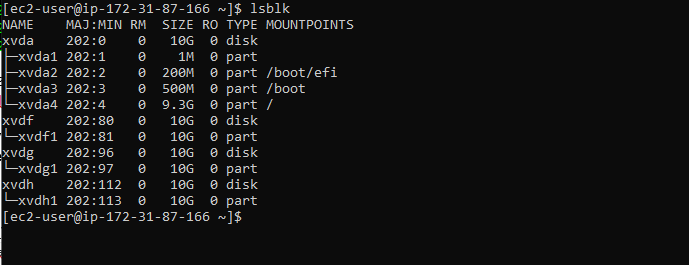 [ec2-user@ip-172-31-87-166 ~]$ lsblk
NAME    MAJ:MIN RM  SIZE RO TYPE MOUNTPOINTS
xvda    202:0    0   10G  0 disk
├─xvda1 202:1    0    1M  0 part
├─xvda2 202:2    0  200M  0 part /boot/efi
├─xvda3 202:3    0  500M  0 part /boot
└─xvda4 202:4    0  9.3G  0 part /
xvdf    202:80   0   10G  0 disk
└─xvdf1 202:81   0   10G  0 part
xvdg    202:96   0   10G  0 disk
└─xvdg1 202:97   0   10G  0 part
xvdh    202:112  0   10G  0 disk
└─xvdh1 202:113  0   10G  0 part
[ec2-user@ip-172-31-87-166 ~]$